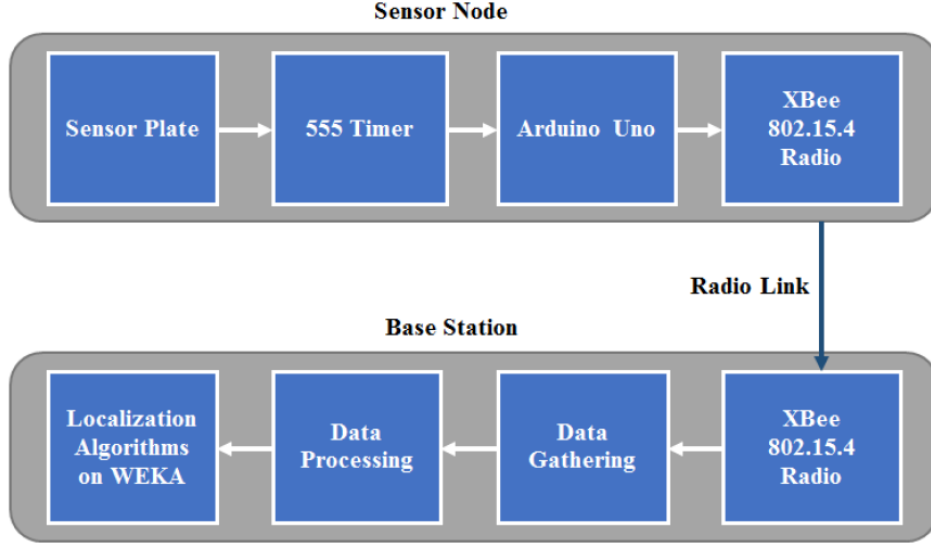 Sensor Node
Sensor Plate
555 Timer
Arduino Uno
XBee
802.15.4
Radio
Radio Link
Base Station
Localization
Algorithms
on WEKA
Data
Processing
Data
Gathering
XBee
802.15.4
Radio